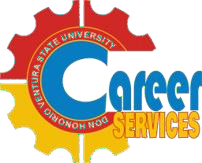 DON HONORIO VENTURA STATE UNIVERSITY
Career
SERVICES